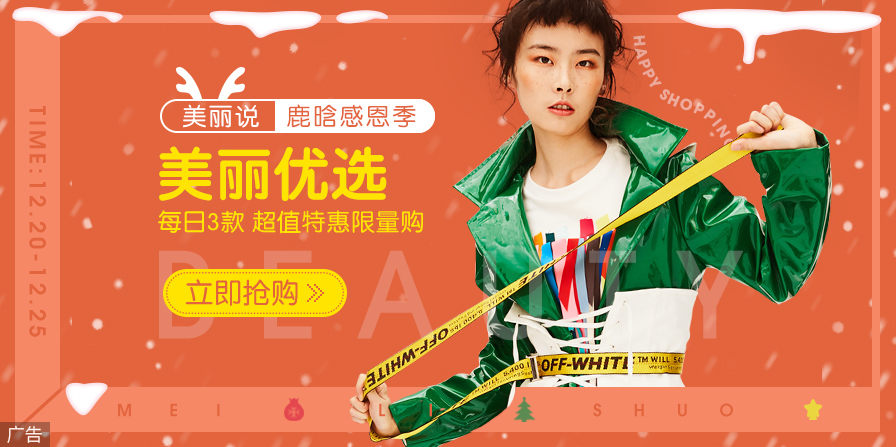 HAPPY SHOPPING
美丽说 鹿晗感恩季
美丽优选
每日3款 超值特惠限量购
BEAUTY
立即抢购
TIME:12.20-12.25
OFF-WHITE
OFF-WHITE
MEI LI SHUO
广告